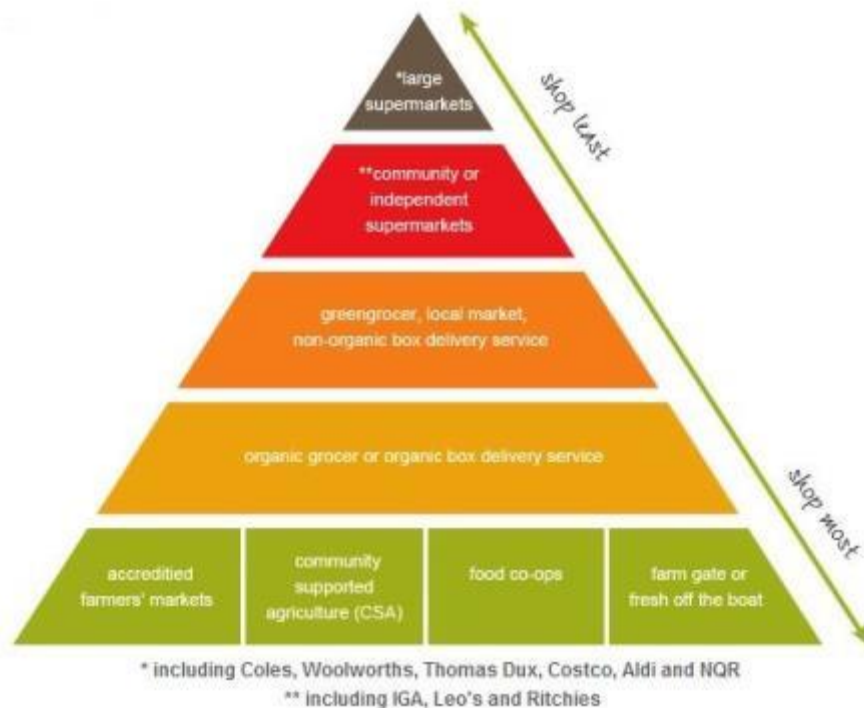 *large
supermarkets
shop least
**community or
independent
supermarkets
greengrocer, local market,
non-organic box delivery service
organic grocer or organic box delivery service
shop most
accreditied
farmers' markets
community
supported
agriculture (CSA)
food co-ops
farm gate or
fresh off the boat
* including Coles, Woolworths, Thomas Dux, Costco, Aldi and NQR
** including IGA, Leo's and Ritchies